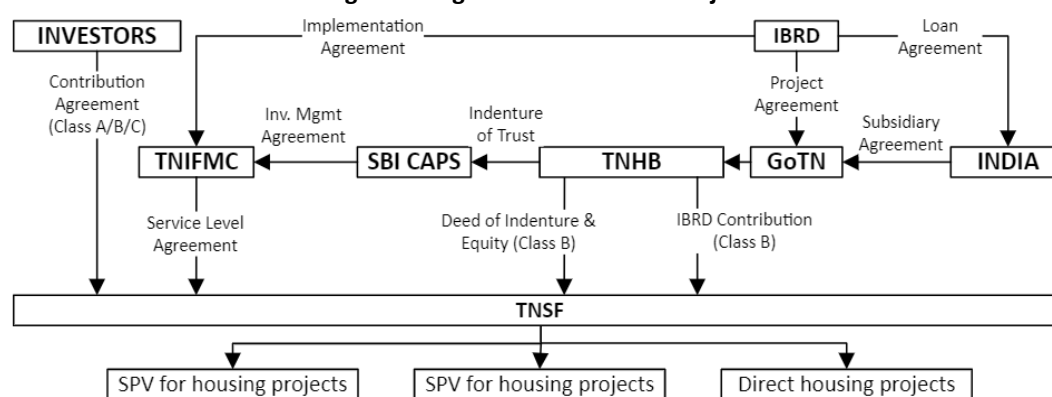 INVESTORS
Implementation
Agreement
IBRD
Loan
Agreement
Contribution
Agreement
(Class A/B/C)
Project
Agreement
Inv. Mgmt
Agreement
Indenture
of Trust
Subsidiary
Agreement
TNIFMC
SBI CAPS
TNHB
GoTN
INDIA
Service Level
Agreement
Deed of Indenture &
Equity (Class B)
IBRD Contribution
(Class B)
TNSF
SPV for housing projects
SPV for housing projects
Direct housing projects